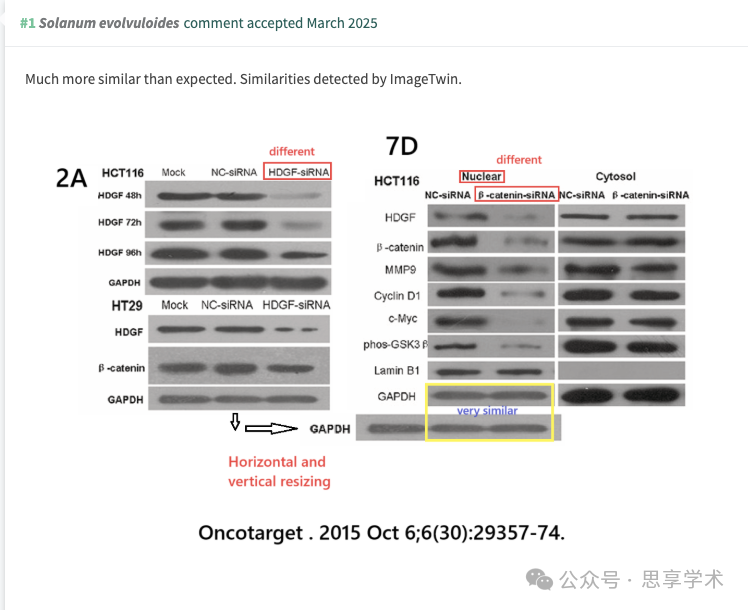 #1 Solanum evolvuloides comment accepted March 2025
Much more similar than expected. Similarities detected by ImageTwin.
2A
different
HCT116 Mock NC-siRNA HDGF-siRNA
HDGF 48h
HDGF 72h
HDGF 96h
GAPDH
HT29 Mock NC-siRNA HDGF-siRNA
HDGF
β-catenin
GAPDH
7D
different
HCT116 Nuclear Cytosol
NC-siRNA β-catenin-siRNA NC-siRNA β-catenin-siRNA
HDGF
β-catenin
MMP9
Cyclin D1
c-Myc
phos-GSK3β
Lamin B1
GAPDH
very similar
GAPDH
Horizontal and
vertical resizing
Oncotarget . 2015 Oct 6;6(30):29357-74.
公众号 · 思享学术